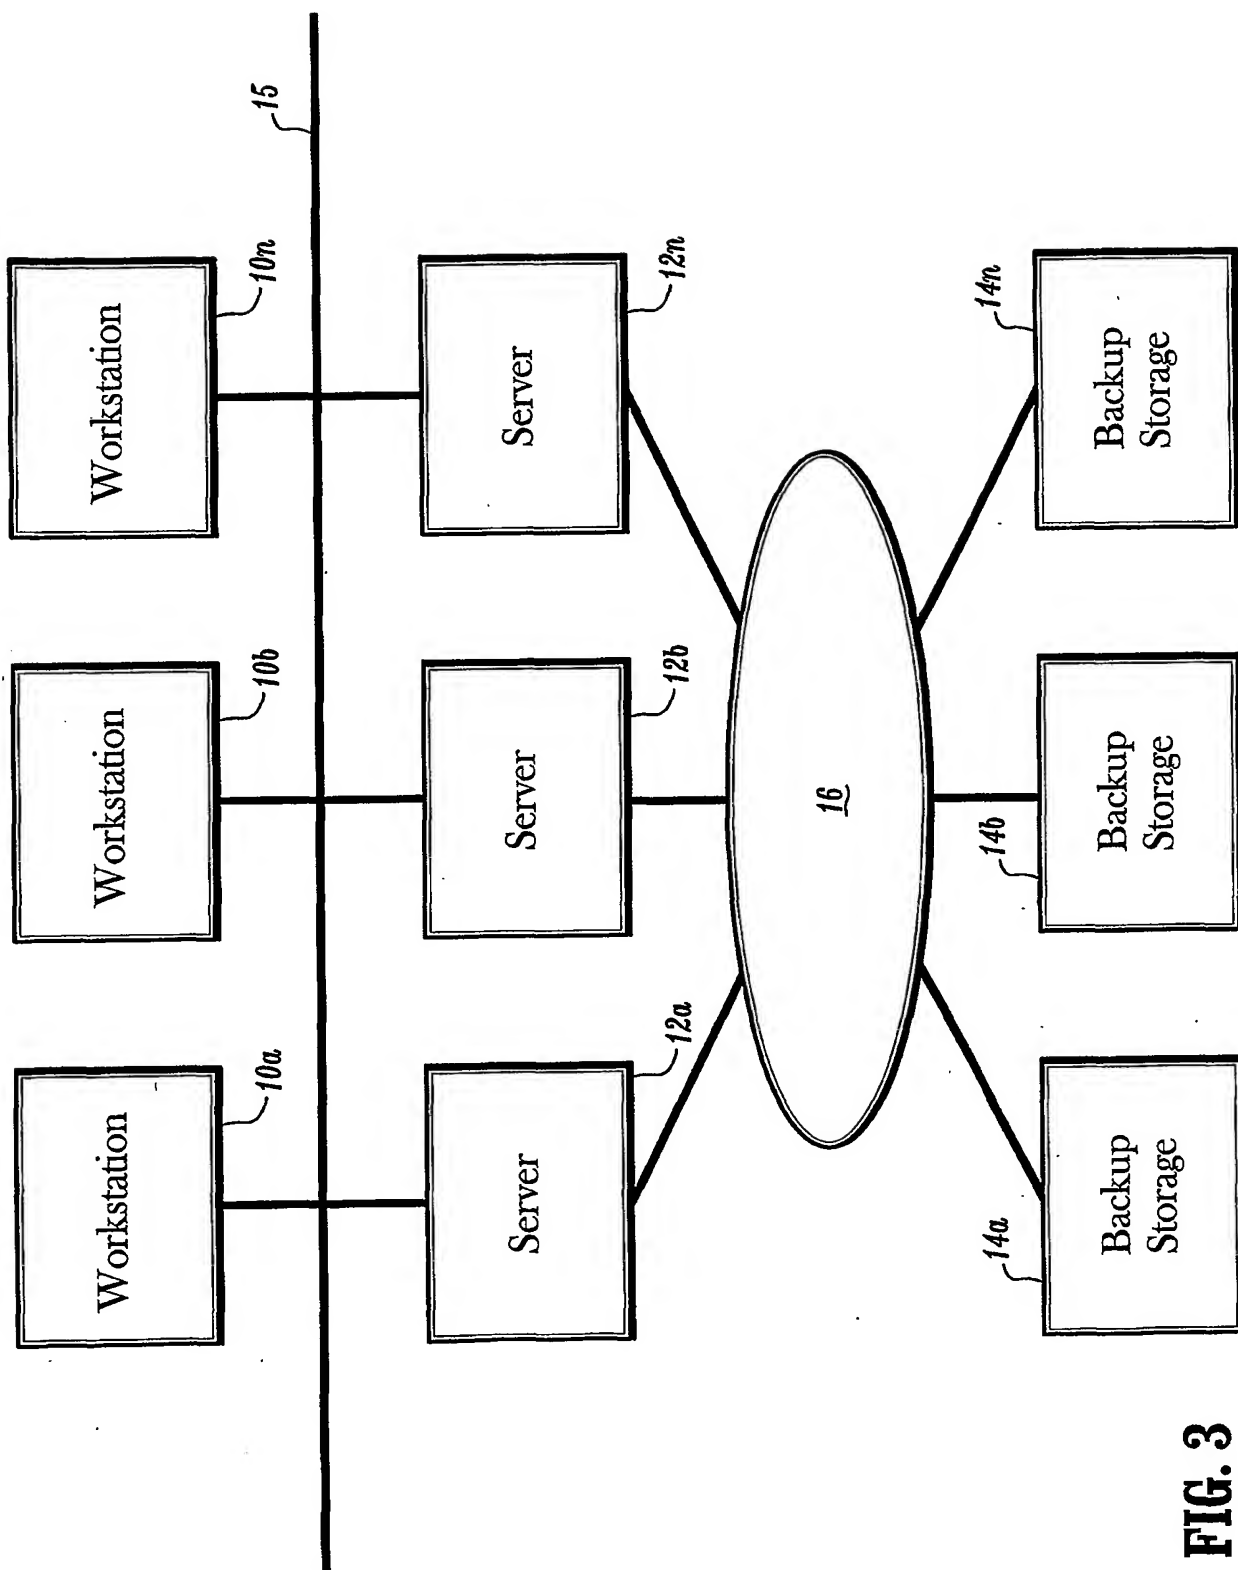 Workstation
Workstation
Workstation
10a
10b
10n
15
Server
Server
Server
12a
12b
12n
16
14a
14b
14n
Backup
Storage
Backup
Storage
Backup
Storage
FIG. 3